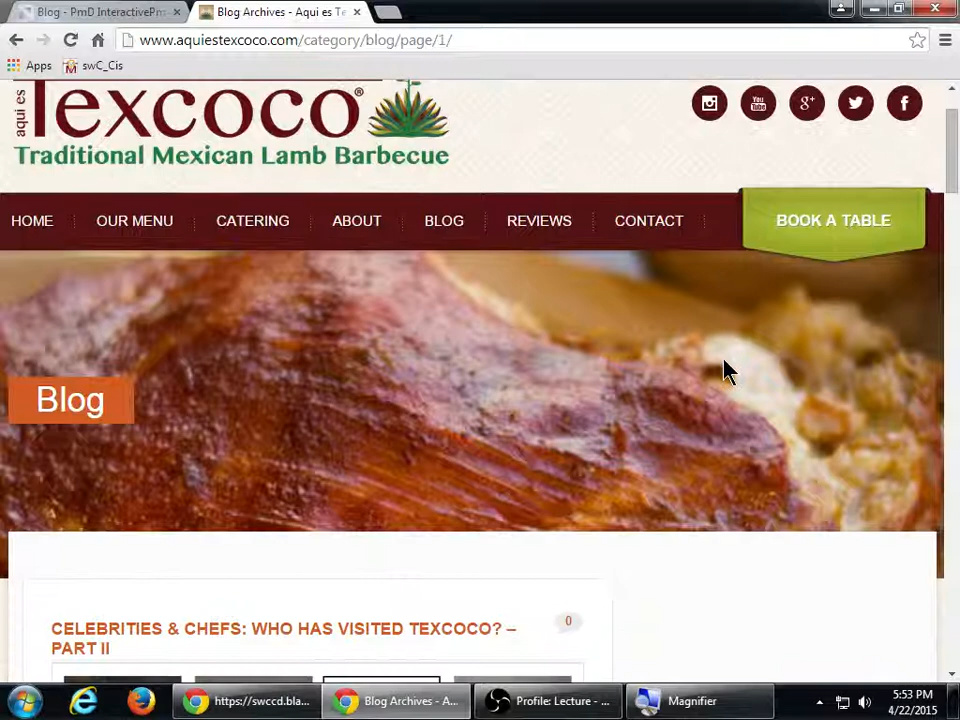 Blog - PmD InteractivePm
Blog Archives - Aqui es Te
www.aquiestexcoco.com/category/blog/page/1/
Apps
swC_Cis
aqui es
Texcoco®
Traditional Mexican Lamb Barbecue
You
Tube
g+
f
HOME
OUR MENU
CATERING
ABOUT
BLOG
REVIEWS
CONTACT
BOOK A TABLE
Blog
CELEBRITIES & CHEFS: WHO HAS VISITED TEXCOCO? –
PART II
0
https://swccd.bla...
Blog Archives - A...
Profile: Lecture - ...
Magnifier
5:53 PM
4/22/2015